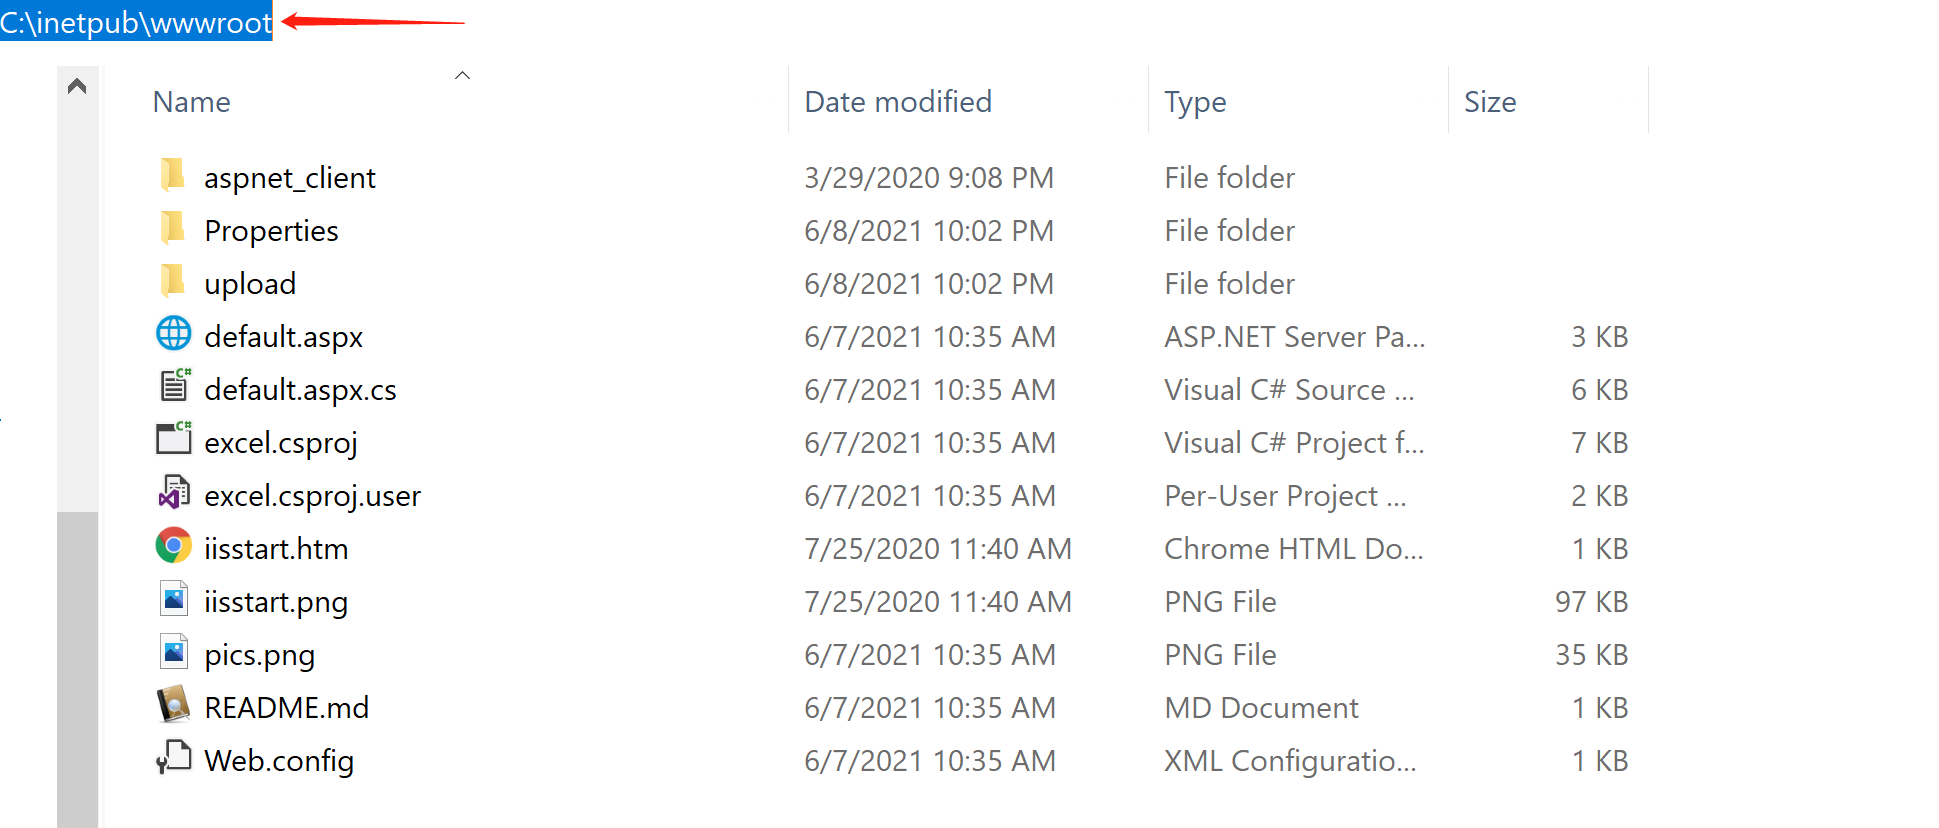 C:\inetpub\wwwroot
Name Date modified Type Size
aspnet_client 3/29/2020 9:08 PM File folder
Properties 6/8/2021 10:02 PM File folder
upload 6/8/2021 10:02 PM File folder
default.aspx 6/7/2021 10:35 AM ASP.NET Server Pa... 3 KB
default.aspx.cs 6/7/2021 10:35 AM Visual C# Source ... 6 KB
excel.csproj 6/7/2021 10:35 AM Visual C# Project f... 7 KB
excel.csproj.user 6/7/2021 10:35 AM Per-User Project ... 2 KB
iisstart.htm 7/25/2020 11:40 AM Chrome HTML Do... 1 KB
iisstart.png 7/25/2020 11:40 AM PNG File 97 KB
pics.png 6/7/2021 10:35 AM PNG File 35 KB
README.md 6/7/2021 10:35 AM MD Document 1 KB
Web.config 6/7/2021 10:35 AM XML Configuratio... 1 KB